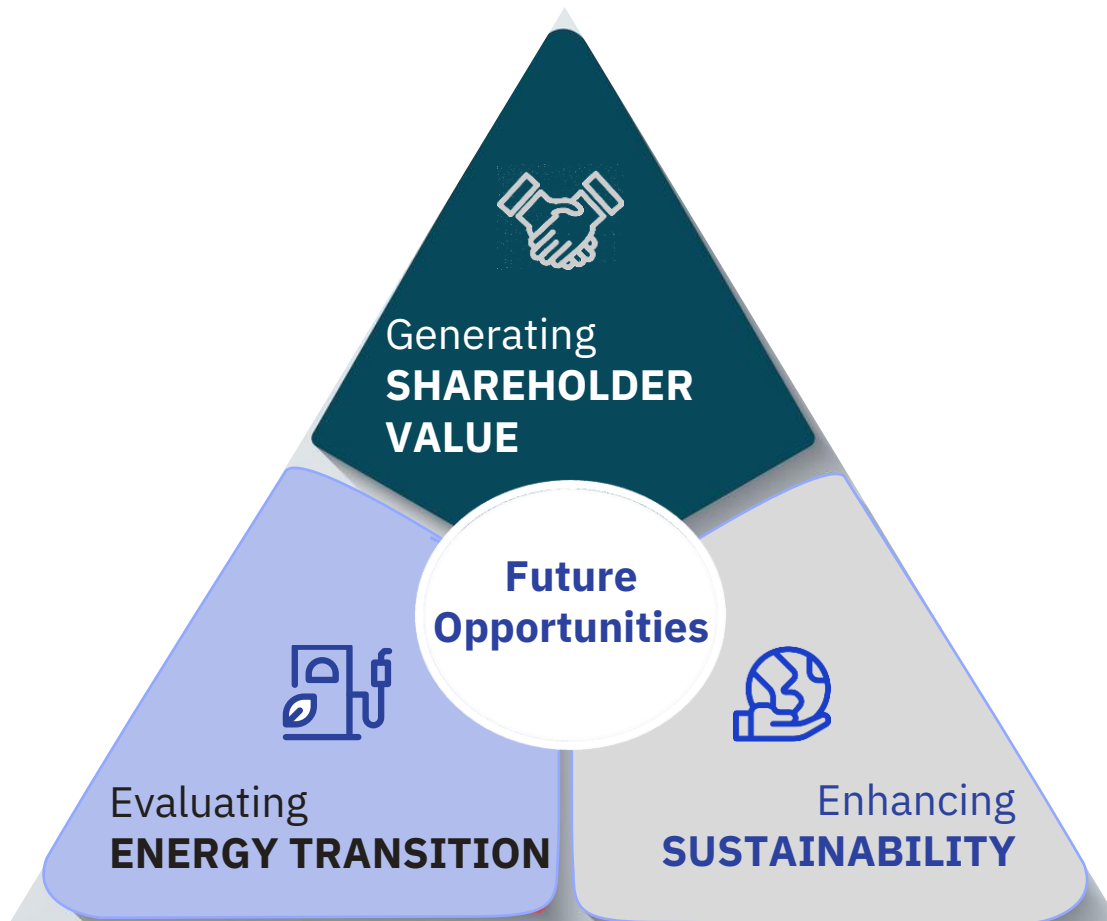 Generating
SHAREHOLDER
VALUE
Future
Opportunities
Evaluating
ENERGY TRANSITION
Enhancing
SUSTAINABILITY